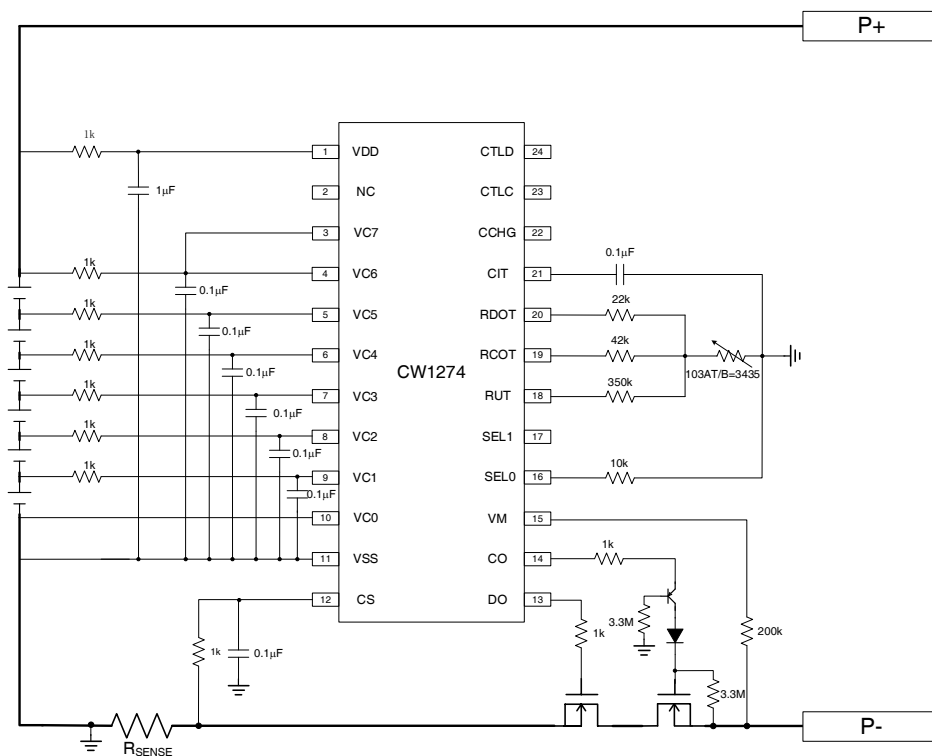 P+
1k
1 VDD CTLD 24
1µF
2 NC CTLC 23
3 VC7 CCHG 22
0.1µF
1k
4 VC6 CIT 21
0.1µF
22k
1k
5 VC5 RDOT 20
0.1µF
42k
1k
6 VC4 RCOT 19
CW1274
0.1µF
103AT/B=3435
350k
1k
7 VC3 RUT 18
0.1µF
1k
8 VC2 SEL1 17
0.1µF
10k
1k
9 VC1 SEL0 16
0.1µF
10 VC0 VM 15
1k
11 VSS CO 14
12 CS DO 13
3.3M
1k
200k
1k
0.1µF
3.3M
RSENSE
P-